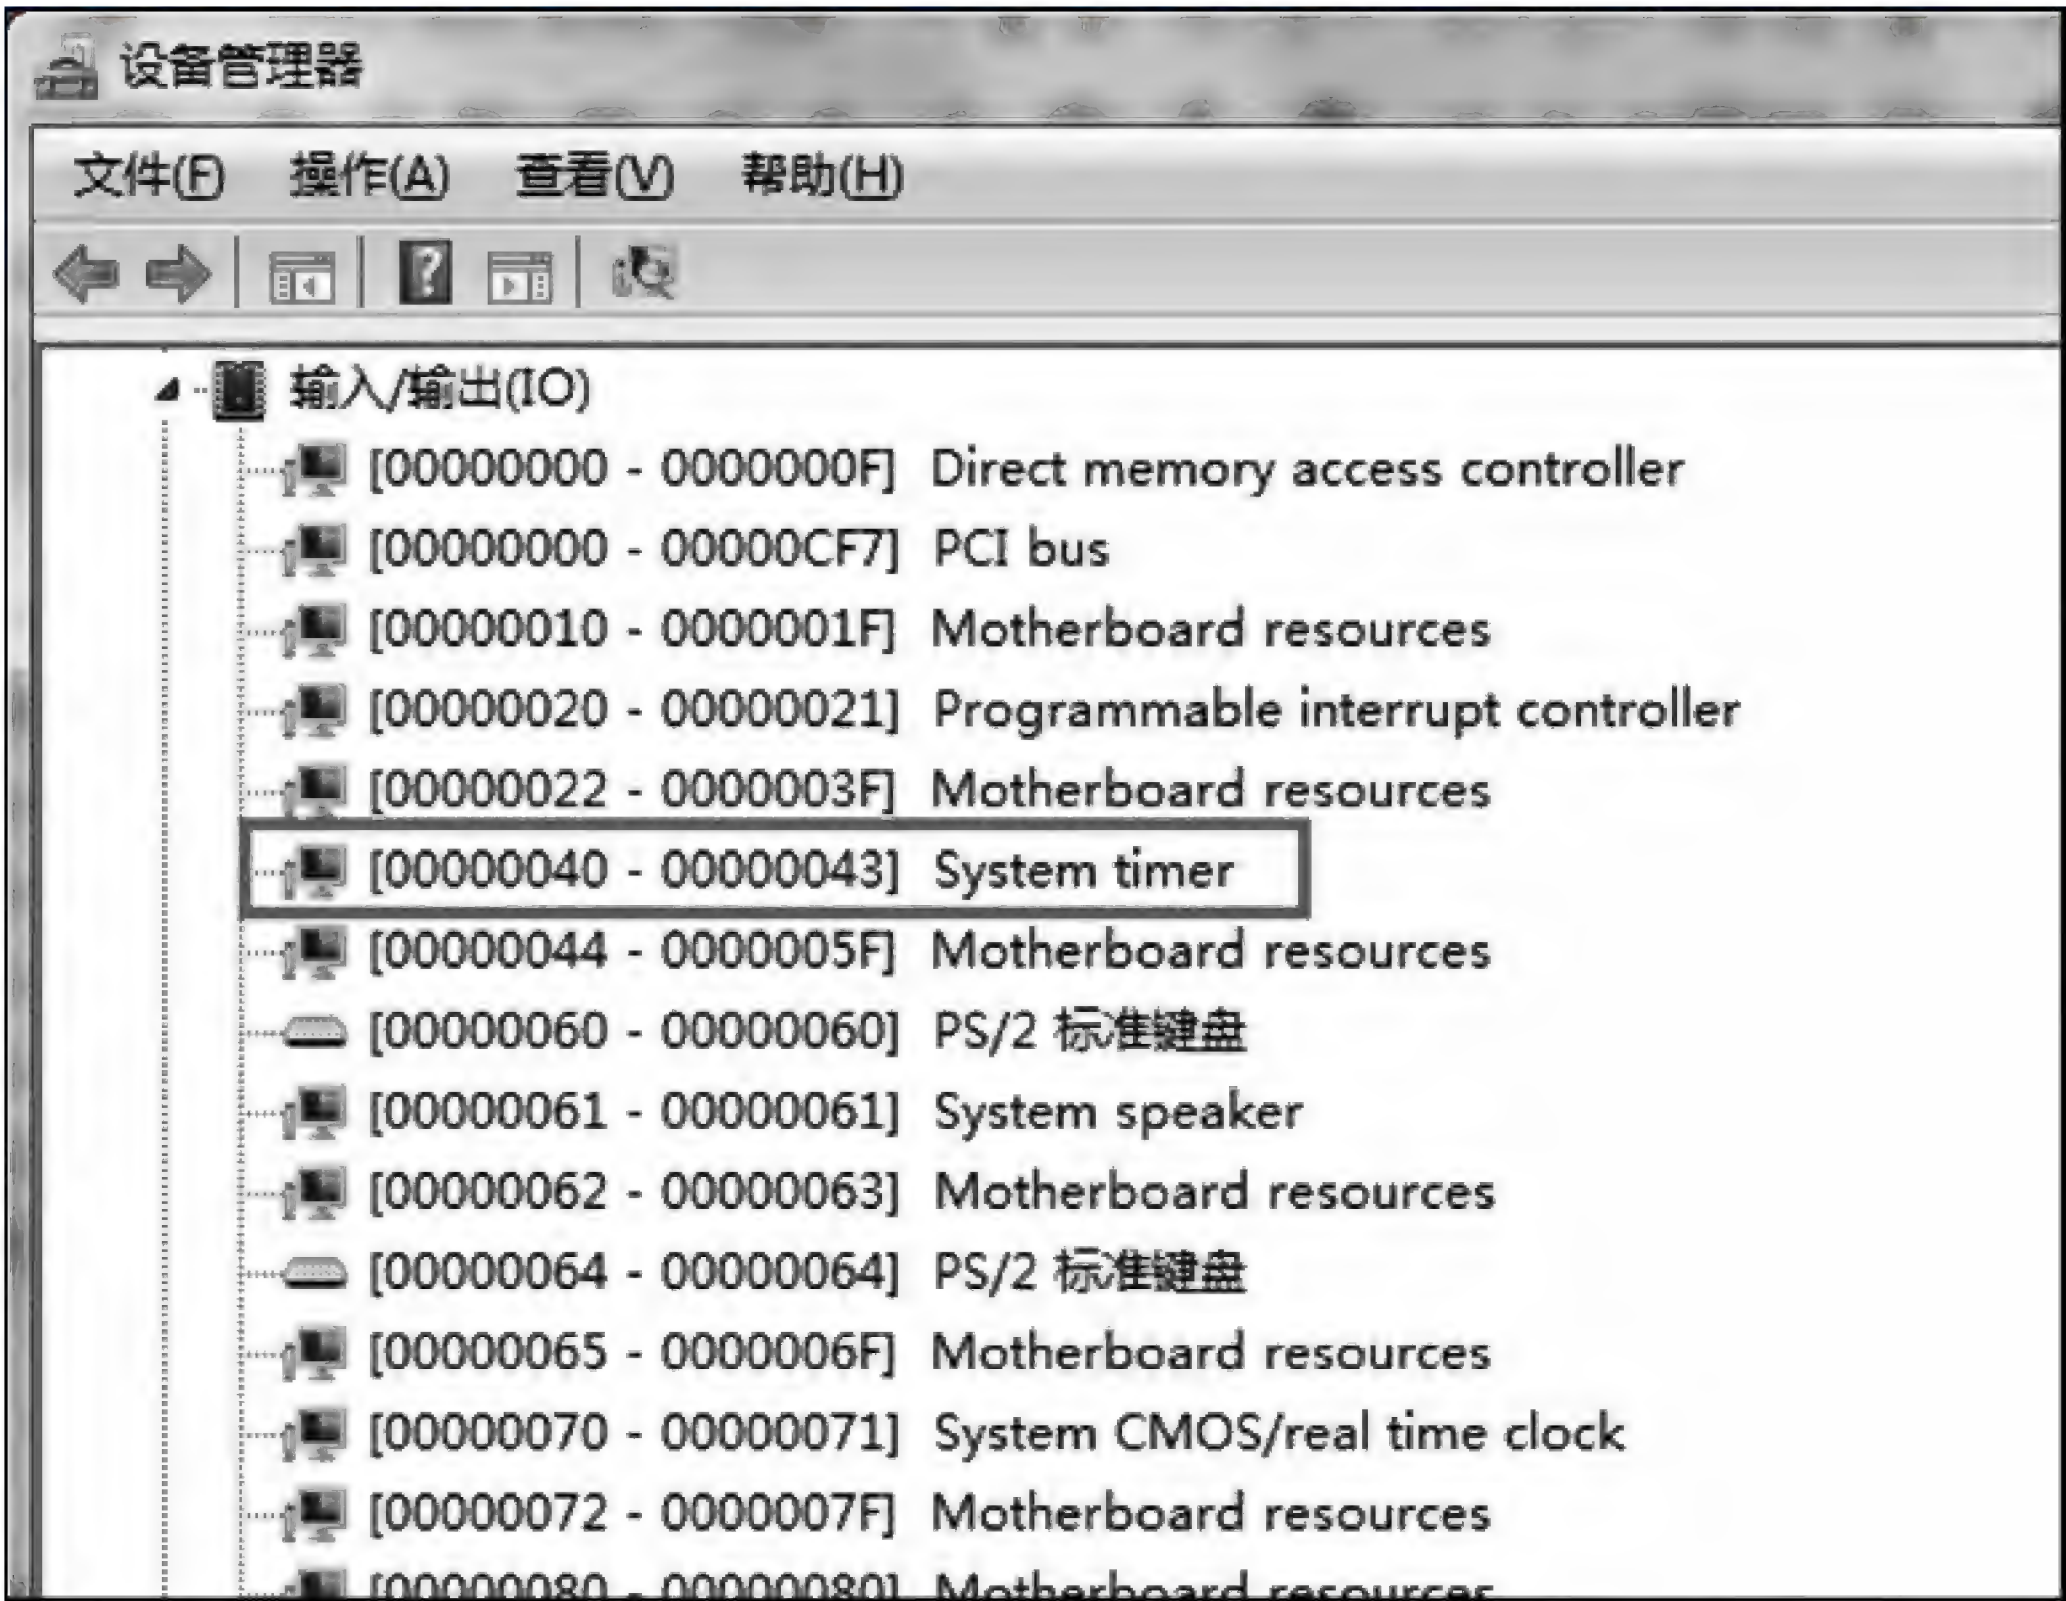 设备管理器
文件(F) 操作(A) 查看(V) 帮助(H)
输入/输出(IO)
[00000000 - 0000000F] Direct memory access controller
[00000000 - 00000CF7] PCI bus
[00000010 - 0000001F] Motherboard resources
[00000020 - 00000021] Programmable interrupt controller
[00000022 - 0000003F] Motherboard resources
[00000040 - 00000043] System timer
[00000044 - 0000005F] Motherboard resources
[00000060 - 00000060] PS/2 标准键盘
[00000061 - 00000061] System speaker
[00000062 - 00000063] Motherboard resources
[00000064 - 00000064] PS/2 标准键盘
[00000065 - 0000006F] Motherboard resources
[00000070 - 00000071] System CMOS/real time clock
[00000072 - 0000007F] Motherboard resources
[00000080 - 00000080] Motherboard resources